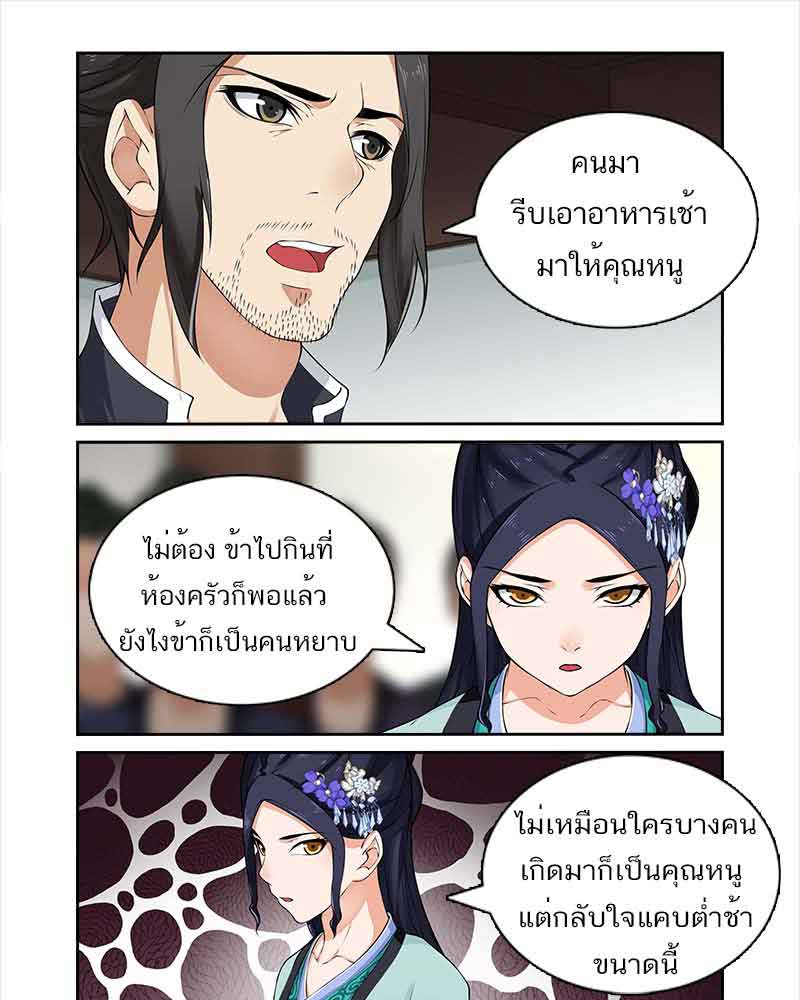 คนมา
รีบเอาอาหารเช้า
มาให้คุณหนู
ไม่ต้อง ข้าไปกินที่
ห้องครัวก็พอแล้ว
ยังไงข้าก็เป็นคนหยาบ
ไม่เหมือนใครบางคน
เกิดมาก็เป็นคุณหนู
แต่กลับใจแคบต่ำช้า
ขนาดนี้